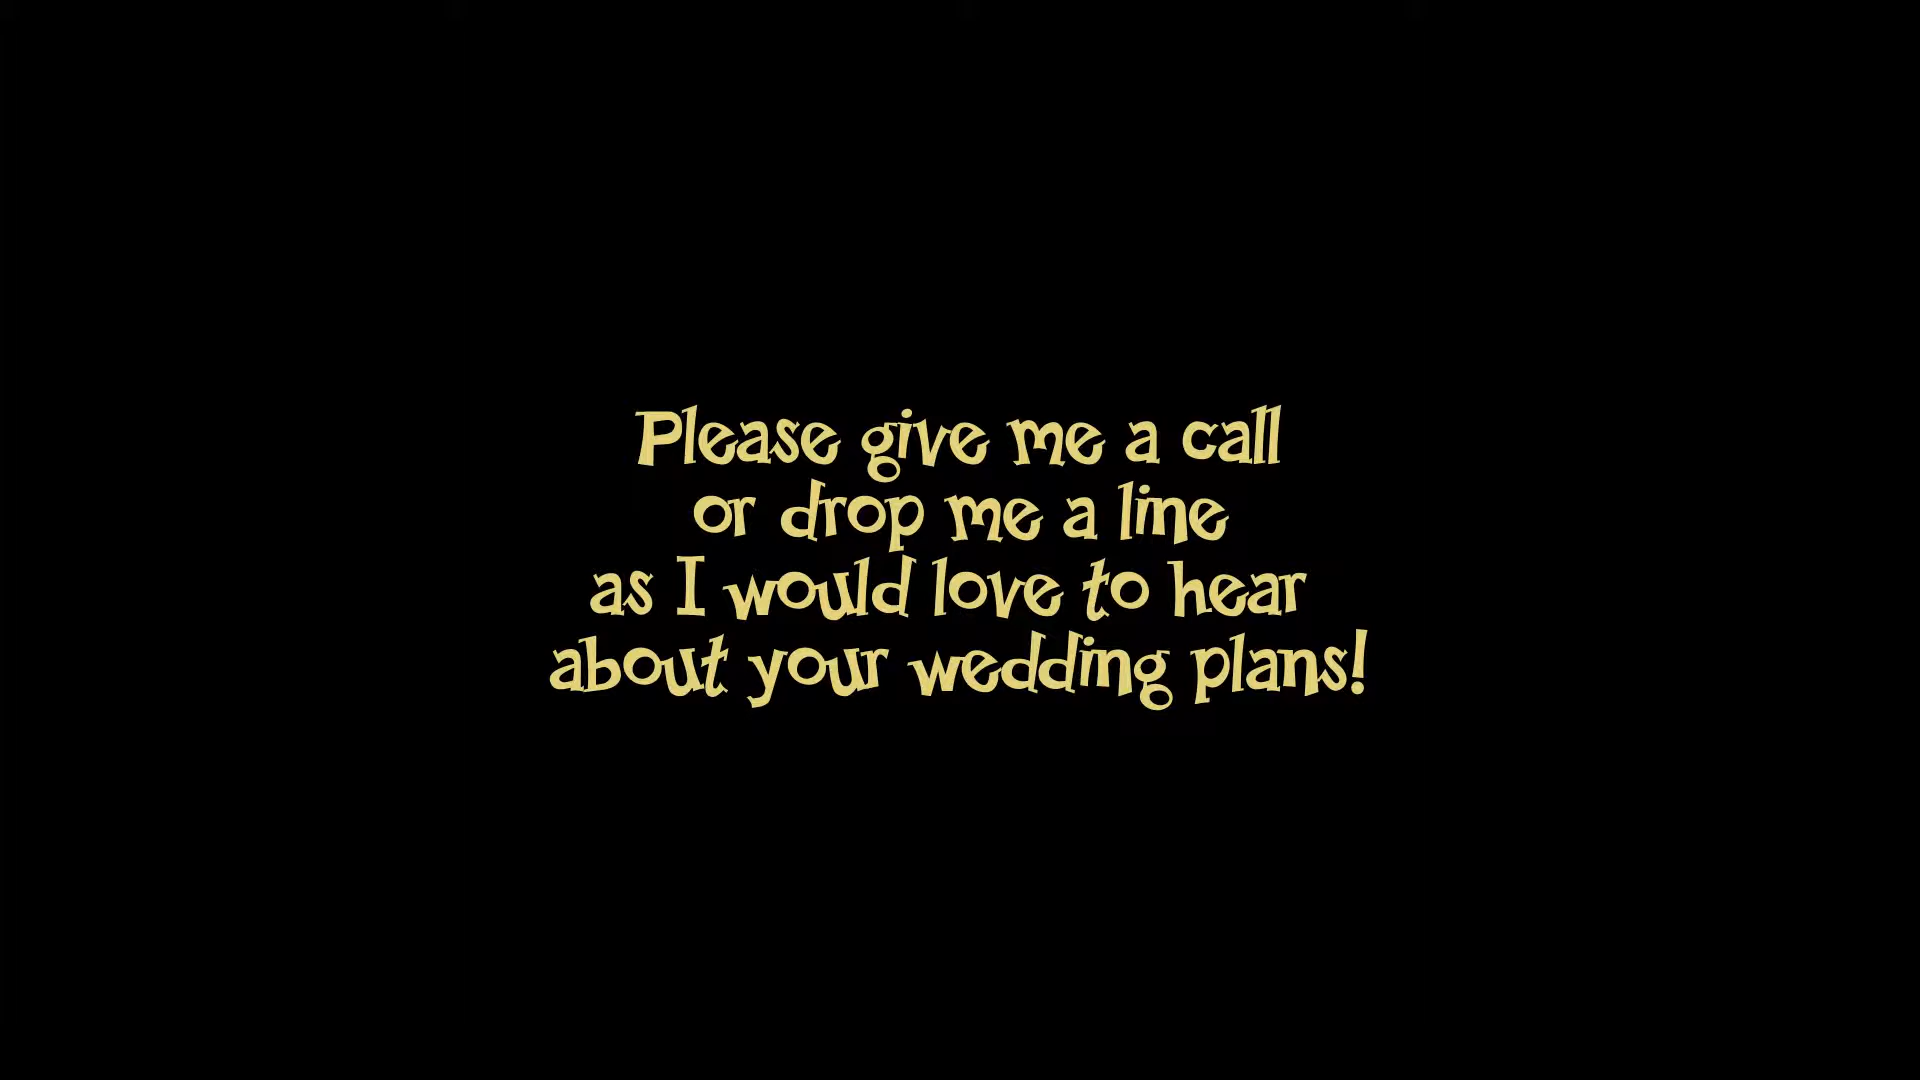 Please give me a call
or drop me a line
as I would love to hear
about your wedding plans!